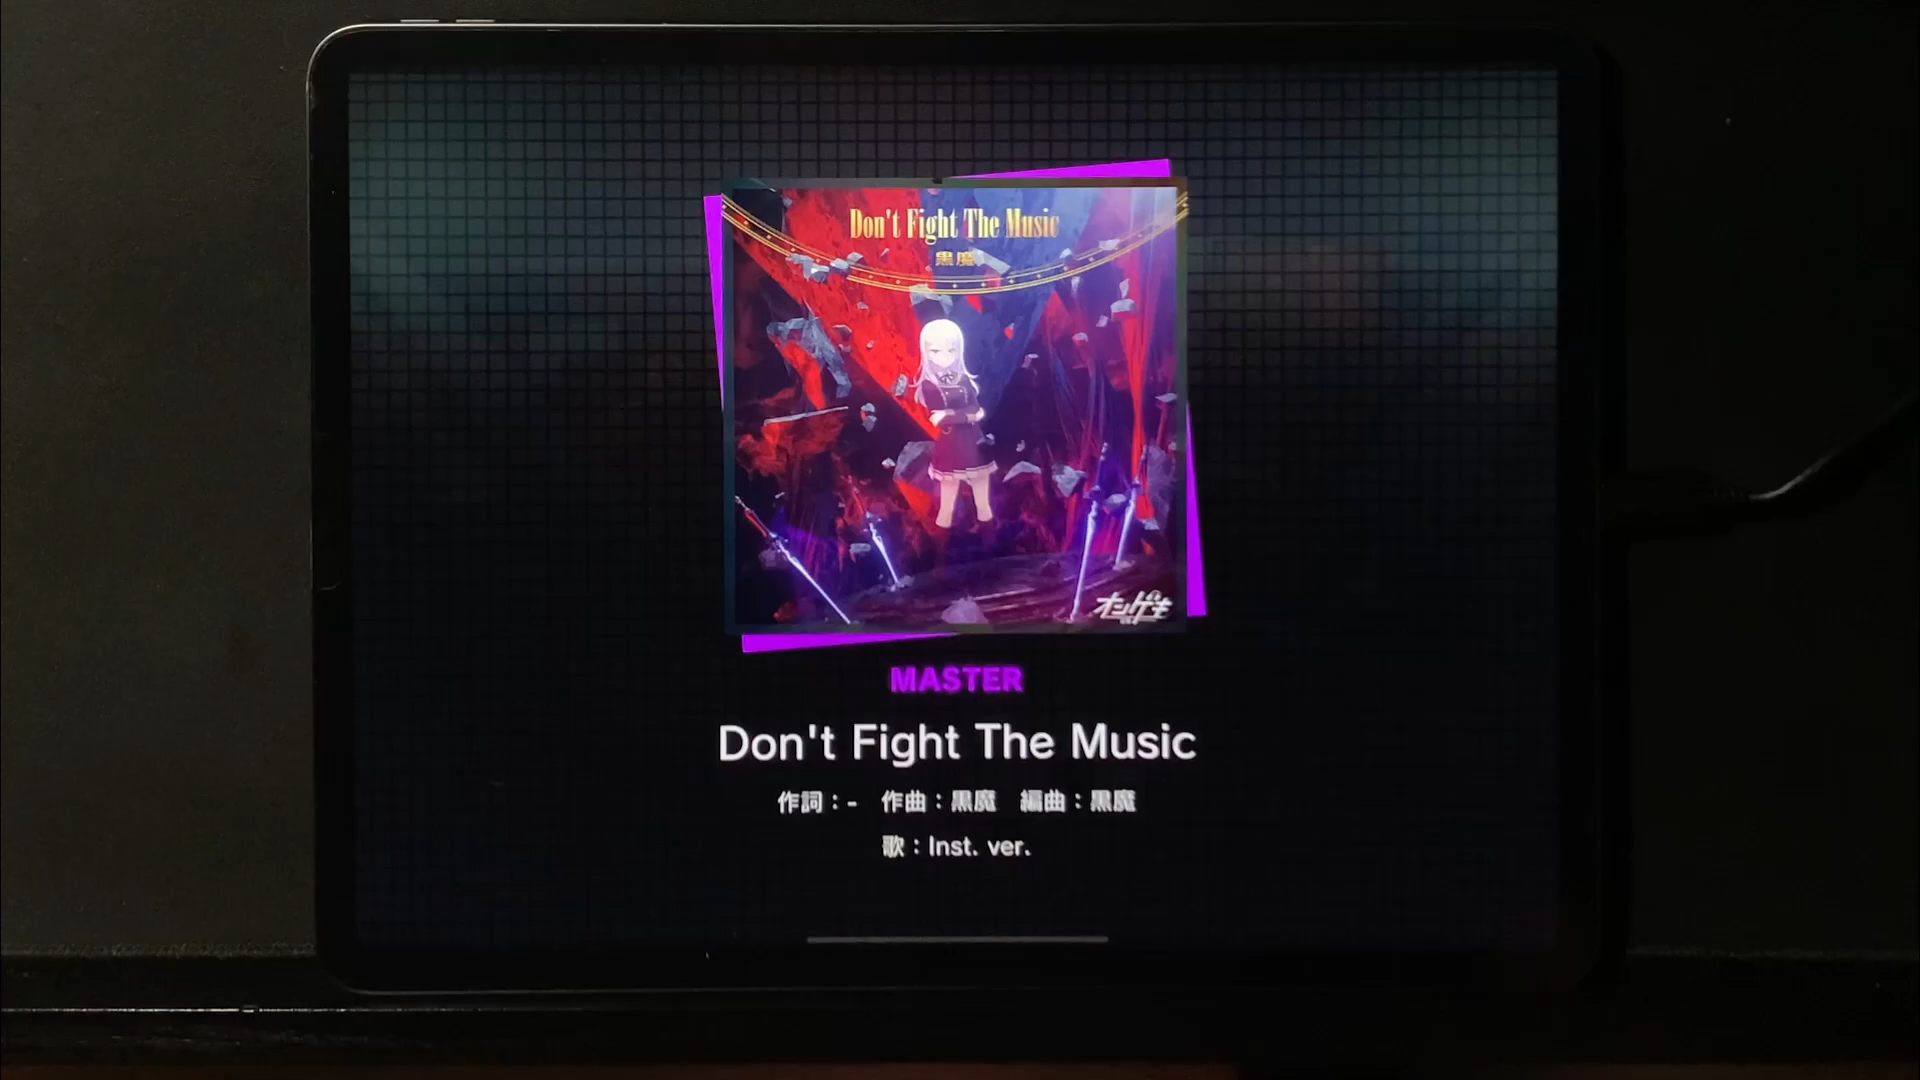 Don't Fight The Music
黒魔
オンゲキ
MASTER
Don't Fight The Music
作詞：-　作曲：黒魔　編曲：黒魔
歌：Inst. ver.